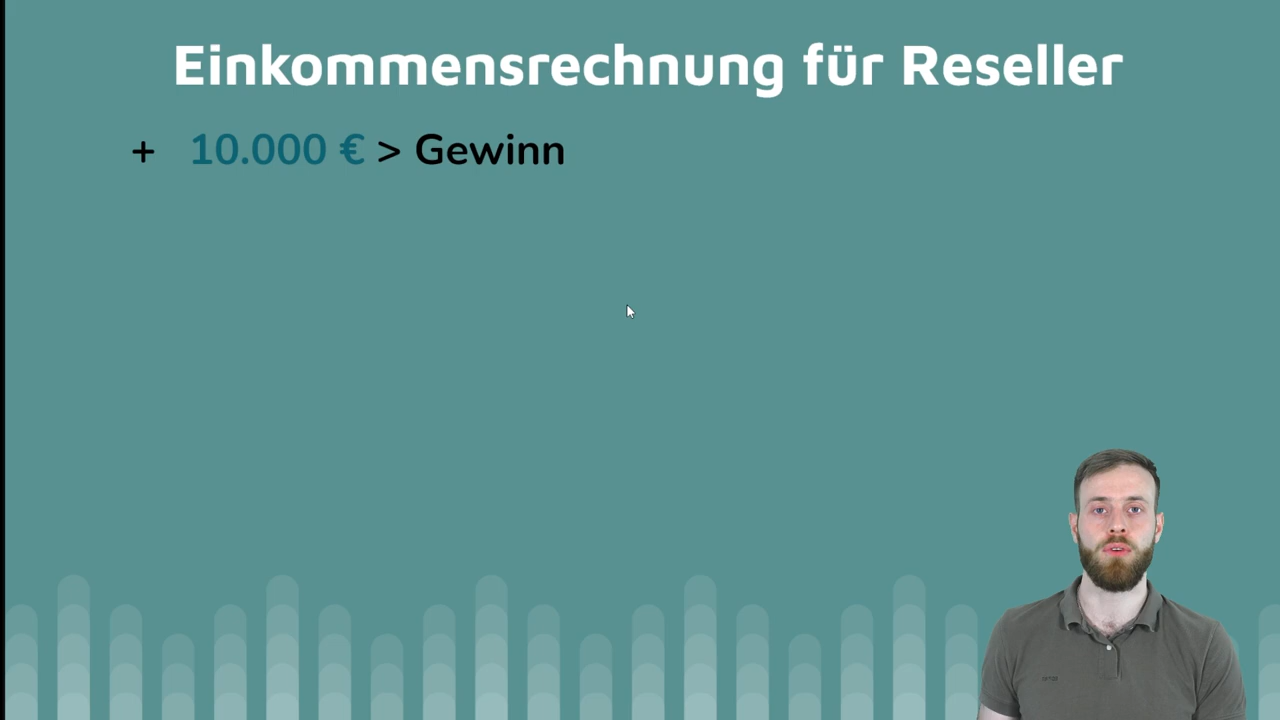 Einkommensrechnung für Reseller
+ 10.000 € > Gewinn